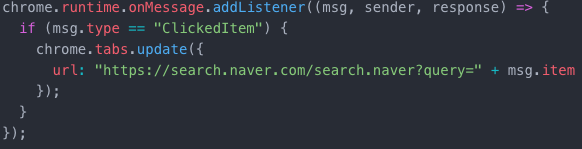 chrome.runtime.onMessage.addListener((msg, sender, response) => {
  if (msg.type == "ClickedItem") {
    chrome.tabs.update({
      url: "https://search.naver.com/search.naver?query=" + msg.item
    });
  }
});